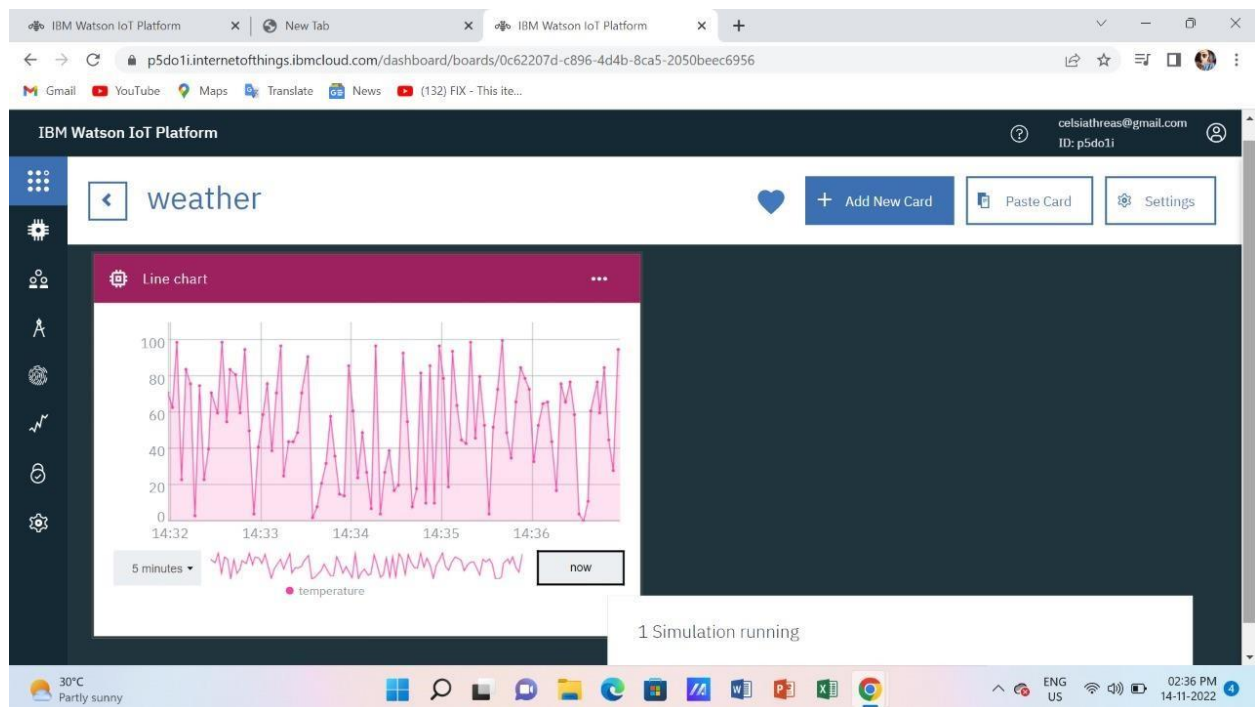 IBM Watson IoT Platform
New Tab
IBM Watson IoT Platform
p5do1i.internetofthings.ibmcloud.com/dashboard/boards/0c62207d-c896-4d4b-8ca5-2050beec6956
Gmail YouTube Maps Translate News (132) FIX - This ite...
IBM Watson IoT Platform
celsiathreas@gmail.com
ID: p5do1i
weather
+ Add New Card
Paste Card
Settings
Line chart
100
80
60
40
20
0
14:32 14:33 14:34 14:35 14:36
5 minutes
now
temperature
1 Simulation running
30°C
Partly sunny
ENG
US
02:36 PM
14-11-2022
4